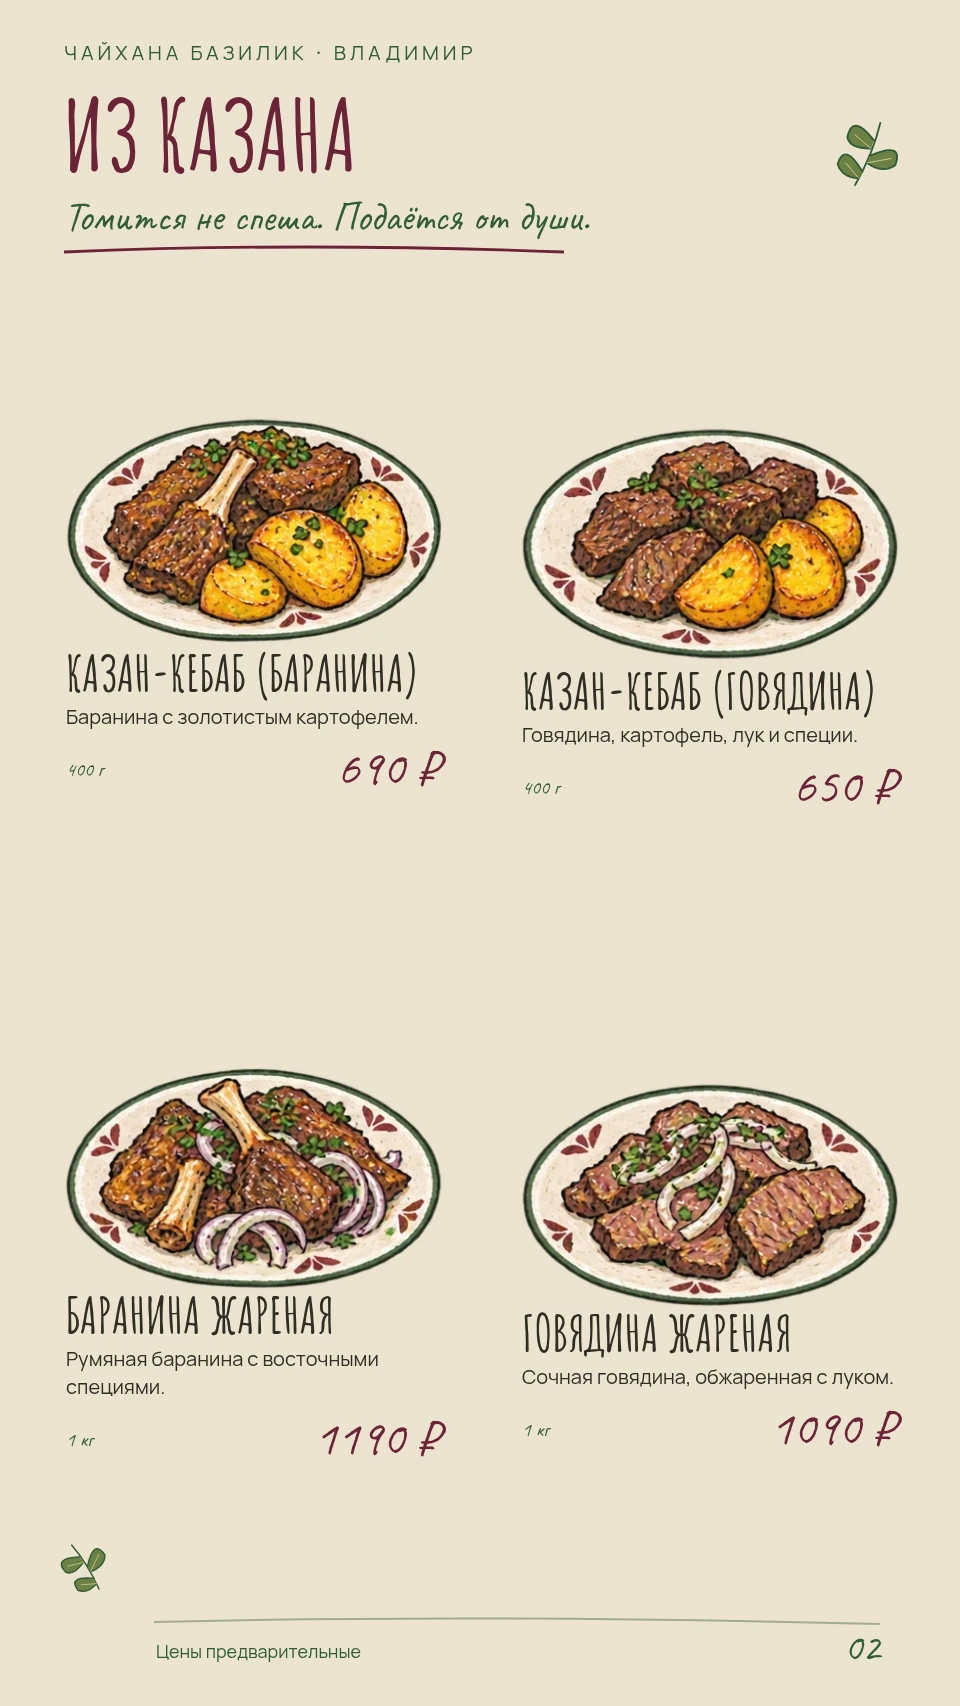 ЧАЙХАНА БАЗИЛИК · ВЛАДИМИР
ИЗ КАЗАНА
Томится не спеша. Подаётся от души.
КАЗАН-КЕБАБ (БАРАНИНА)
Баранина с золотистым картофелем.
400 г
690 ₽
КАЗАН-КЕБАБ (ГОВЯДИНА)
Говядина, картофель, лук и специи.
400 г
650 ₽
БАРАНИНА ЖАРЕНАЯ
Румяная баранина с восточными
специями.
1 кг
1190 ₽
ГОВЯДИНА ЖАРЕНАЯ
Сочная говядина, обжаренная с луком.
1 кг
1090 ₽
Цены предварительные
02